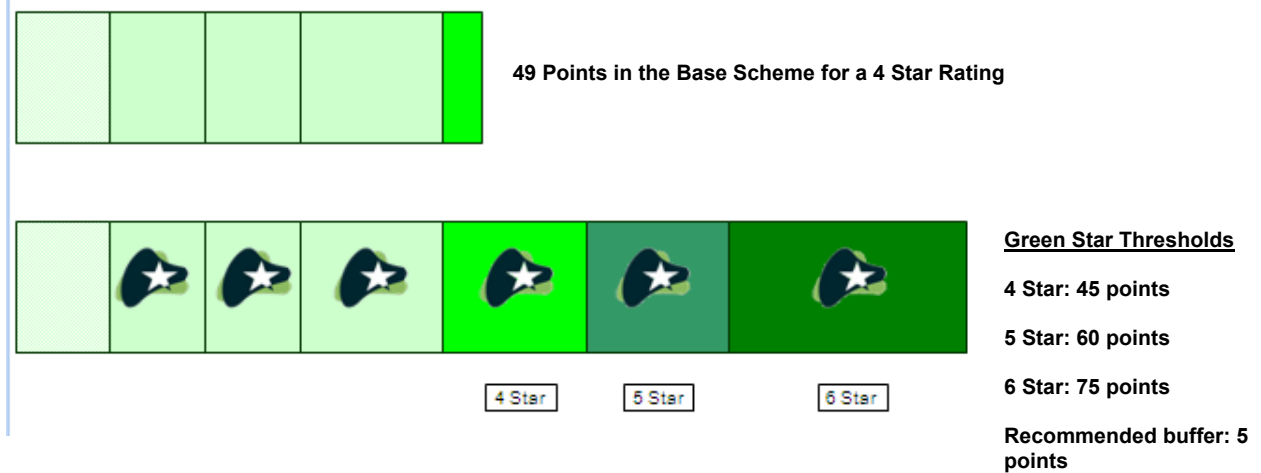 49 Points in the Base Scheme for a 4 Star Rating
Green Star Thresholds
4 Star: 45 points
5 Star: 60 points
6 Star: 75 points
Recommended buffer: 5
points
4 Star
5 Star
6 Star